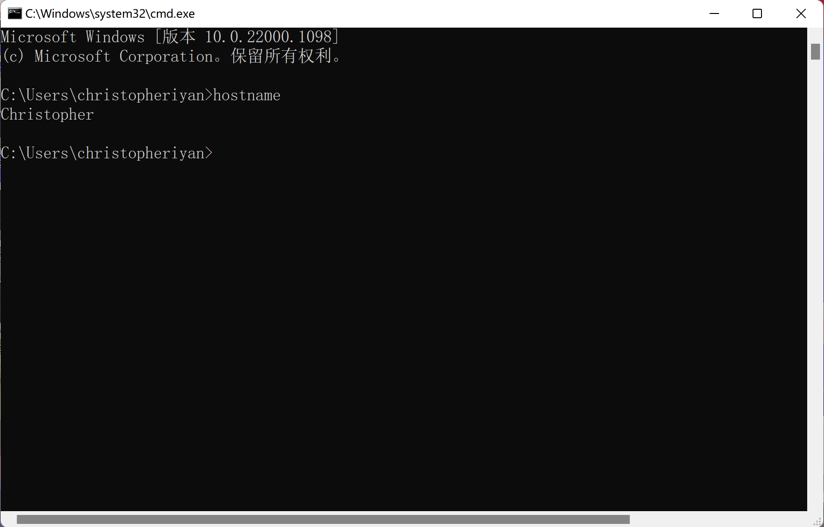 C:\Windows\system32\cmd.exe
Microsoft Windows [版本 10.0.22000.1098]
(c) Microsoft Corporation。保留所有权利。
C:\Users\christopheriyan>hostname
Christopher
C:\Users\christopheriyan>